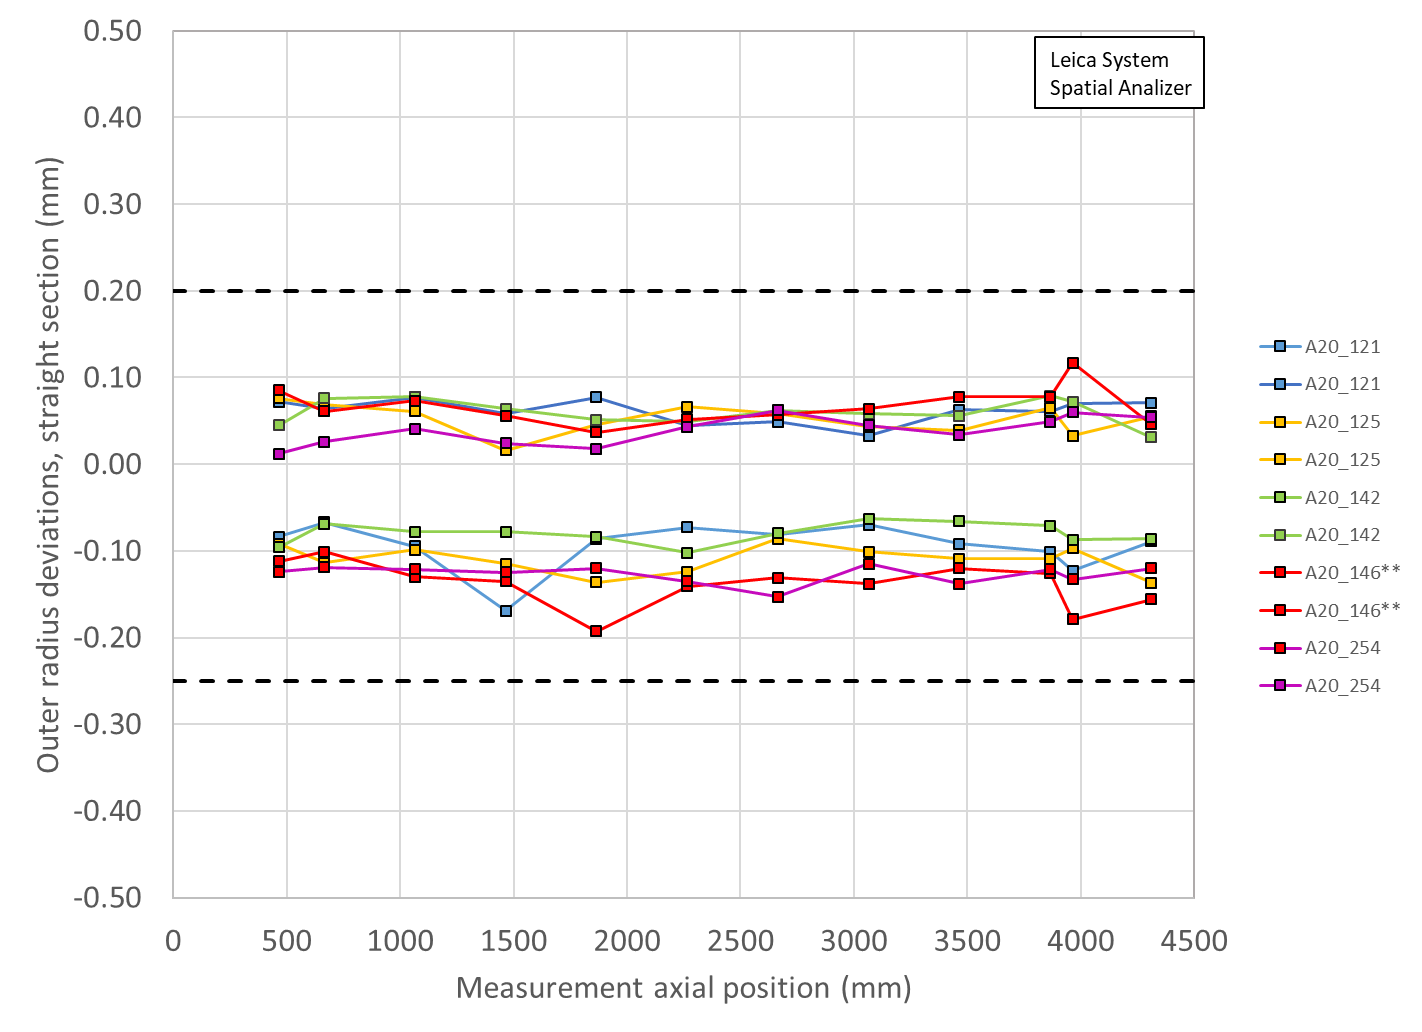 0.50
0.40
0.30
0.20
0.10
0.00
-0.10
-0.20
-0.30
-0.40
-0.50
Outer radius deviations, straight section (mm)
Leica System
Spatial Analizer
A20_121
A20_121
A20_125
A20_125
A20_142
A20_142
A20_146**
A20_146**
A20_254
A20_254
0 500 1000 1500 2000 2500 3000 3500 4000 4500
Measurement axial position (mm)